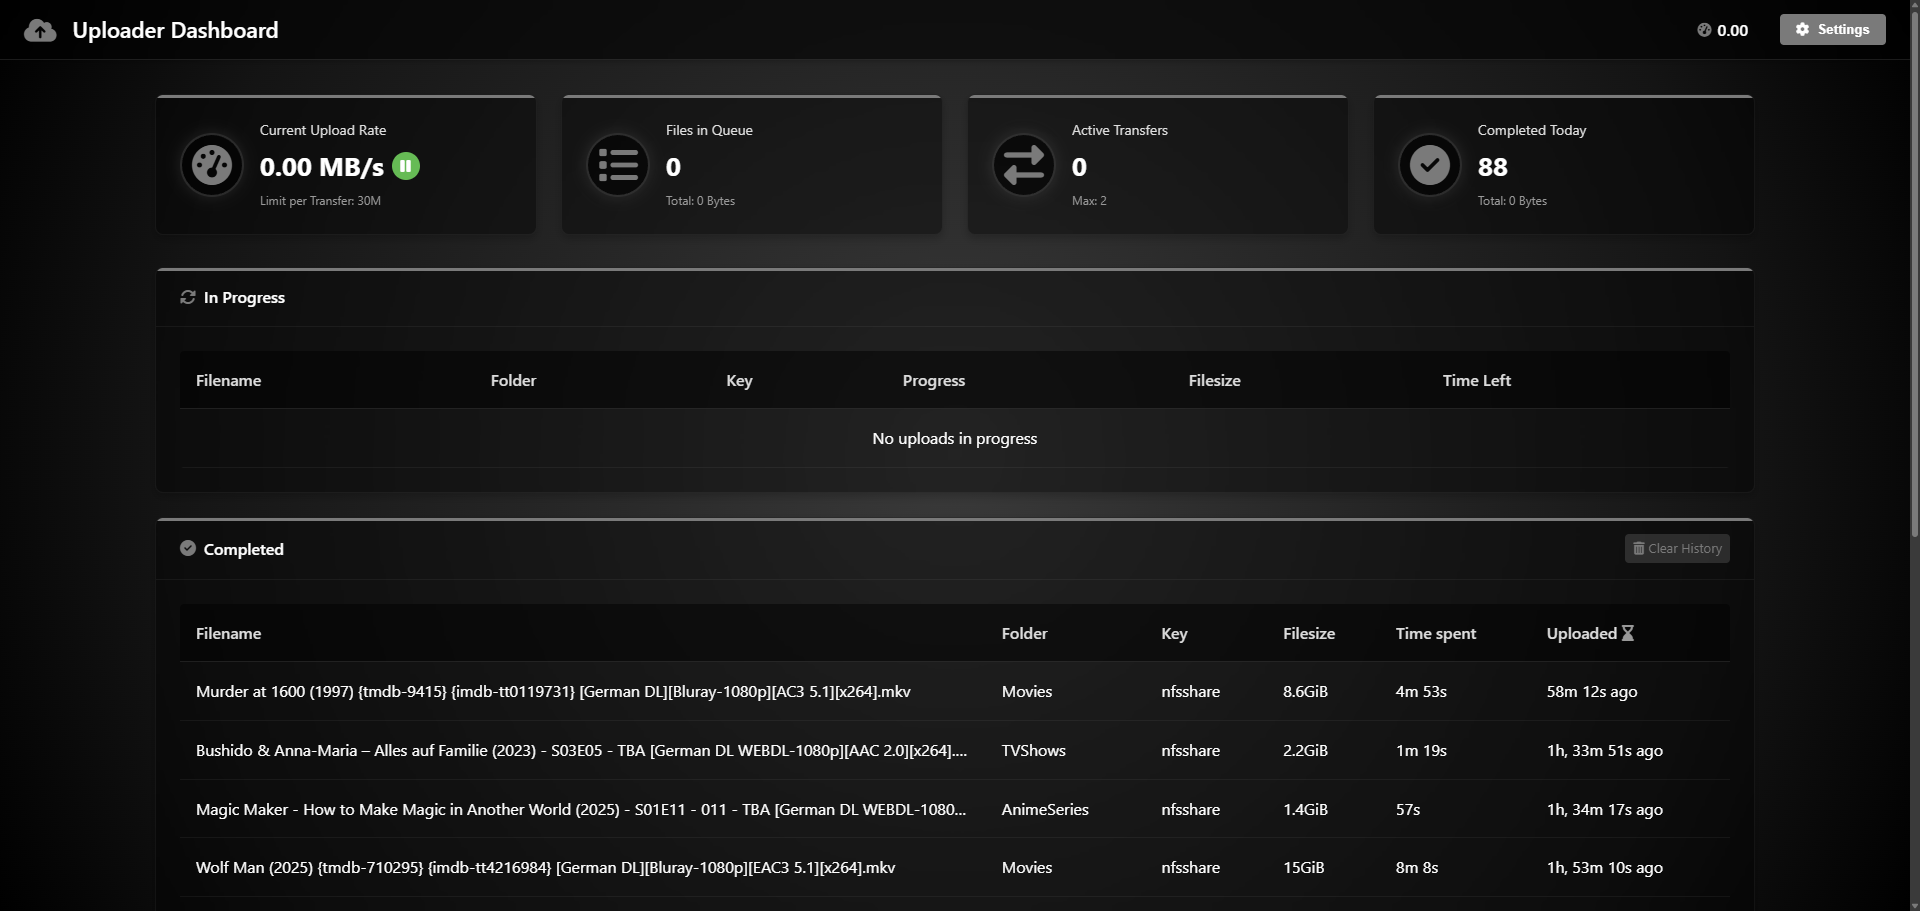 Uploader Dashboard
0.00
Settings
Current Upload Rate
0.00 MB/s
Limit per Transfer: 30M
Files in Queue
0
Total: 0 Bytes
Active Transfers
0
Max: 2
Completed Today
88
Total: 0 Bytes
In Progress
Filename Folder Key Progress Filesize Time Left
No uploads in progress
Completed
Clear History
Filename Folder Key Filesize Time spent Uploaded
Murder at 1600 (1997) {tmdb-9415} {imdb-tt0119731} [German DL][Bluray-1080p][AC3 5.1][x264].mkv Movies nfsshare 8.6GiB 4m 53s 58m 12s ago
Bushido & Anna-Maria – Alles auf Familie (2023) - S03E05 - TBA [German DL WEBDL-1080p][AAC 2.0][x264].... TVShows nfsshare 2.2GiB 1m 19s 1h, 33m 51s ago
Magic Maker - How to Make Magic in Another World (2025) - S01E11 - 011 - TBA [German DL WEBDL-1080... AnimeSeries nfsshare 1.4GiB 57s 1h, 34m 17s ago
Wolf Man (2025) {tmdb-710295} {imdb-tt4216984} [German DL][Bluray-1080p][EAC3 5.1][x264].mkv Movies nfsshare 15GiB 8m 8s 1h, 53m 10s ago